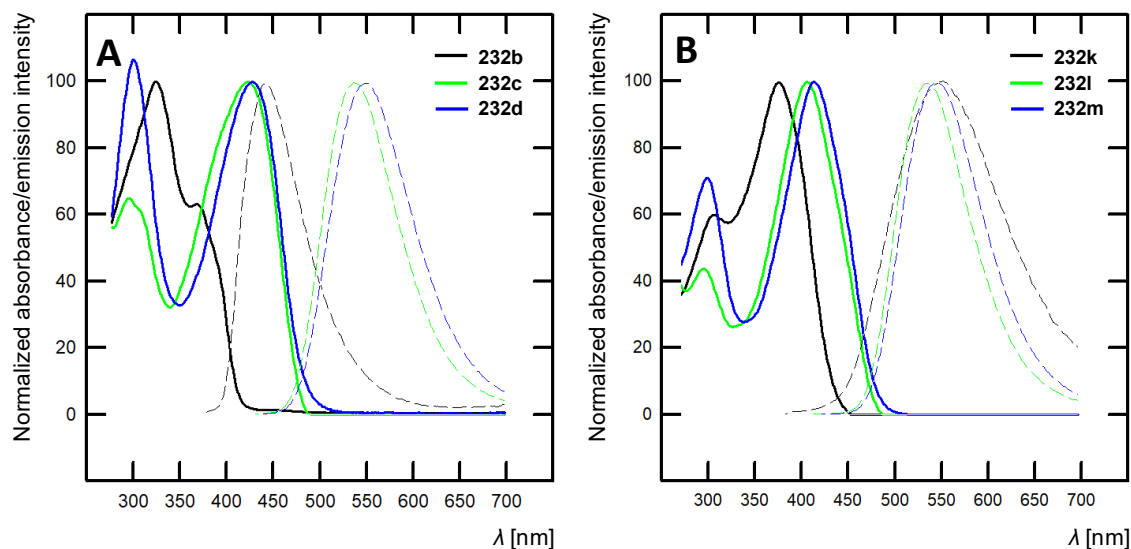 A
232b
232c
232d
Normalized absorbance/emission intensity
100
80
60
40
20
0
300 350 400 450 500 550 600 650 700
λ [nm]
B
232k
232l
232m
Normalized absorbance/emission intensity
100
80
60
40
20
0
300 350 400 450 500 550 600 650 700
λ [nm]